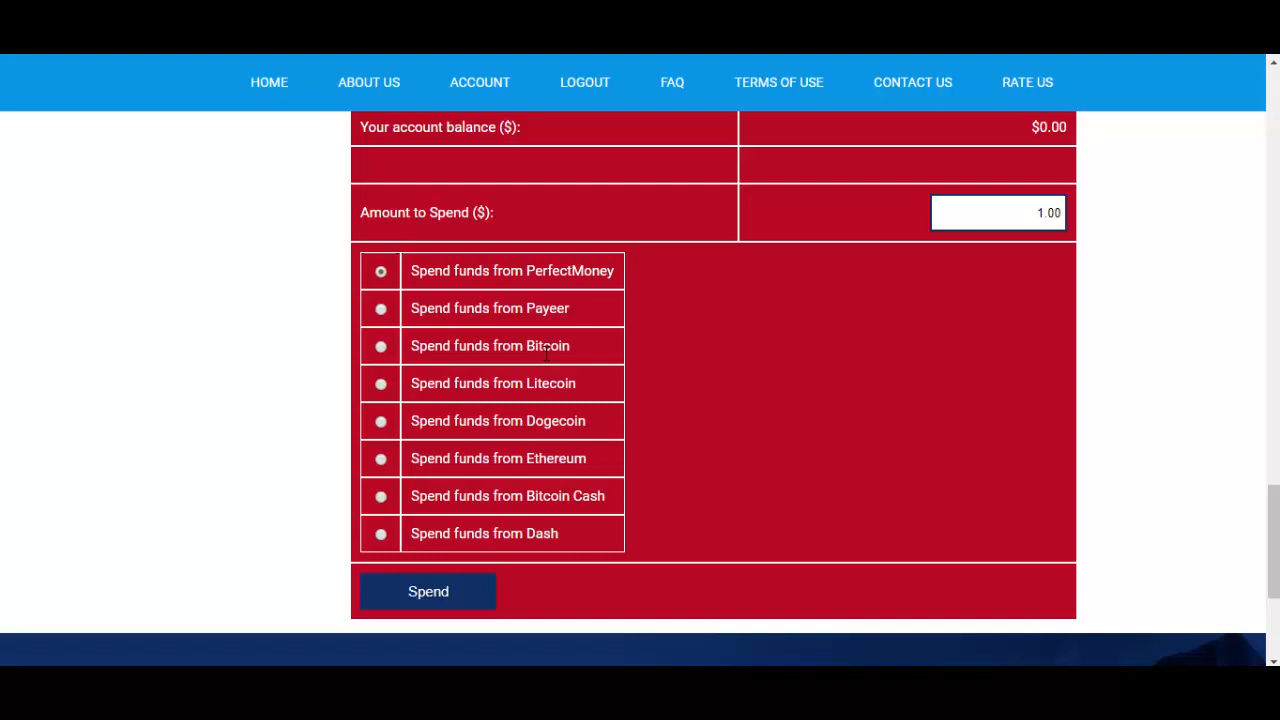 HOME ABOUT US ACCOUNT LOGOUT FAQ TERMS OF USE CONTACT US RATE US
Your account balance ($): $0.00
Amount to Spend ($): 1.00
Spend funds from PerfectMoney
Spend funds from Payeer
Spend funds from Bitcoin
Spend funds from Litecoin
Spend funds from Dogecoin
Spend funds from Ethereum
Spend funds from Bitcoin Cash
Spend funds from Dash
Spend